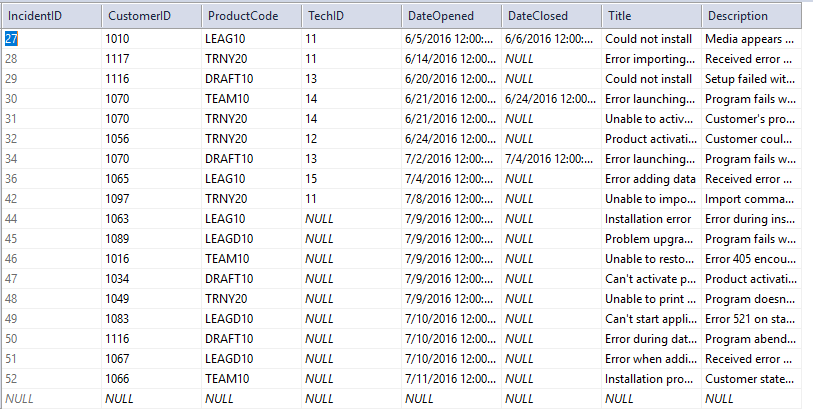 IncidentID CustomerID ProductCode TechID DateOpened DateClosed Title Description
27 1010 LEAG10 11 6/5/2016 12:00:... 6/6/2016 12:00:... Could not install Media appears ...
28 1117 TRNY20 11 6/14/2016 12:00... NULL Error importing... Received error ...
29 1116 DRAFT10 13 6/20/2016 12:00... NULL Could not install Setup failed wit...
30 1070 TEAM10 14 6/21/2016 12:00... 6/24/2016 12:00... Error launching... Program fails w...
31 1070 TRNY20 14 6/21/2016 12:00... NULL Unable to activ... Customer's pro...
32 1056 TRNY20 12 6/24/2016 12:00... NULL Product activati... Customer coul...
34 1070 DRAFT10 13 7/2/2016 12:00:... 7/4/2016 12:00:... Error launching... Program fails w...
36 1065 LEAG10 15 7/4/2016 12:00:... NULL Error adding data Received error ...
42 1097 TRNY20 11 7/8/2016 12:00:... NULL Unable to impo... Import comma...
44 1063 LEAG10 NULL 7/9/2016 12:00:... NULL Installation error Error during ins...
45 1089 LEAGD10 NULL 7/9/2016 12:00:... NULL Problem upgra... Program fails w...
46 1016 TEAM10 NULL 7/9/2016 12:00:... NULL Unable to resto... Error 405 encou...
47 1034 DRAFT10 NULL 7/9/2016 12:00:... NULL Can't activate p... Product activati...
48 1049 TRNY20 NULL 7/9/2016 12:00:... NULL Unable to print ... Program doesn...
49 1083 LEAGD10 NULL 7/10/2016 12:00... NULL Can't start appli... Error 521 on sta...
50 1116 DRAFT10 NULL 7/10/2016 12:00... NULL Error during dat... Program abend...
51 1067 LEAGD10 NULL 7/10/2016 12:00... NULL Error when addi... Received error ...
52 1066 TEAM10 NULL 7/11/2016 12:00... NULL Installation pro... Customer state...
NULL NULL NULL NULL NULL NULL NULL NULL